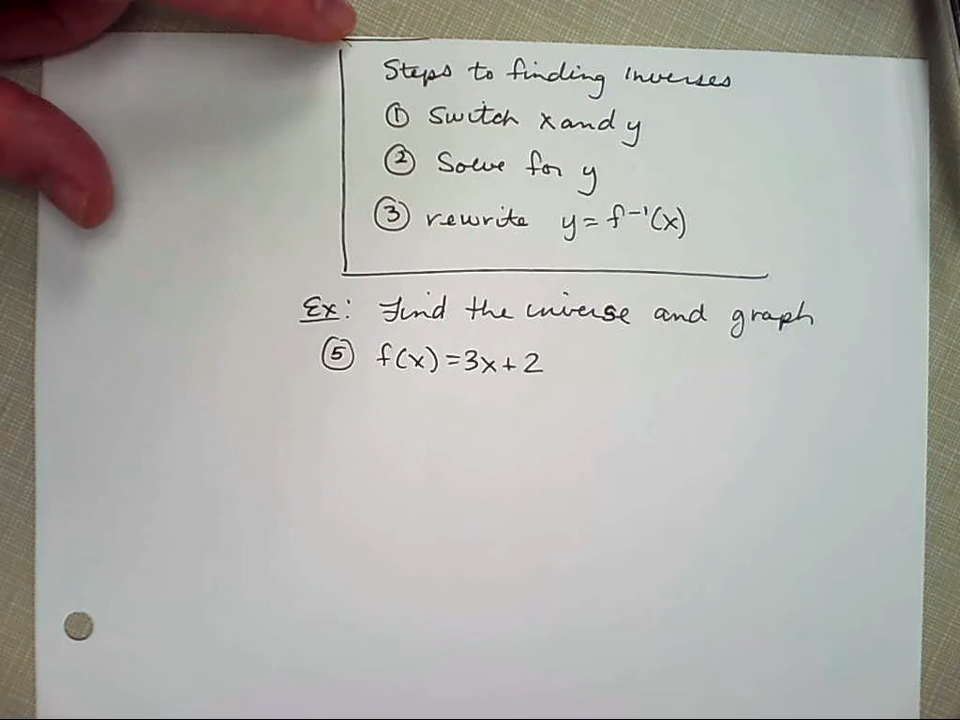 Steps to finding inverses
① switch x and y
② Solve for y
③ rewrite y = f⁻¹(x)
Ex: Find the inverse and graph
⑤ f(x) = 3x + 2